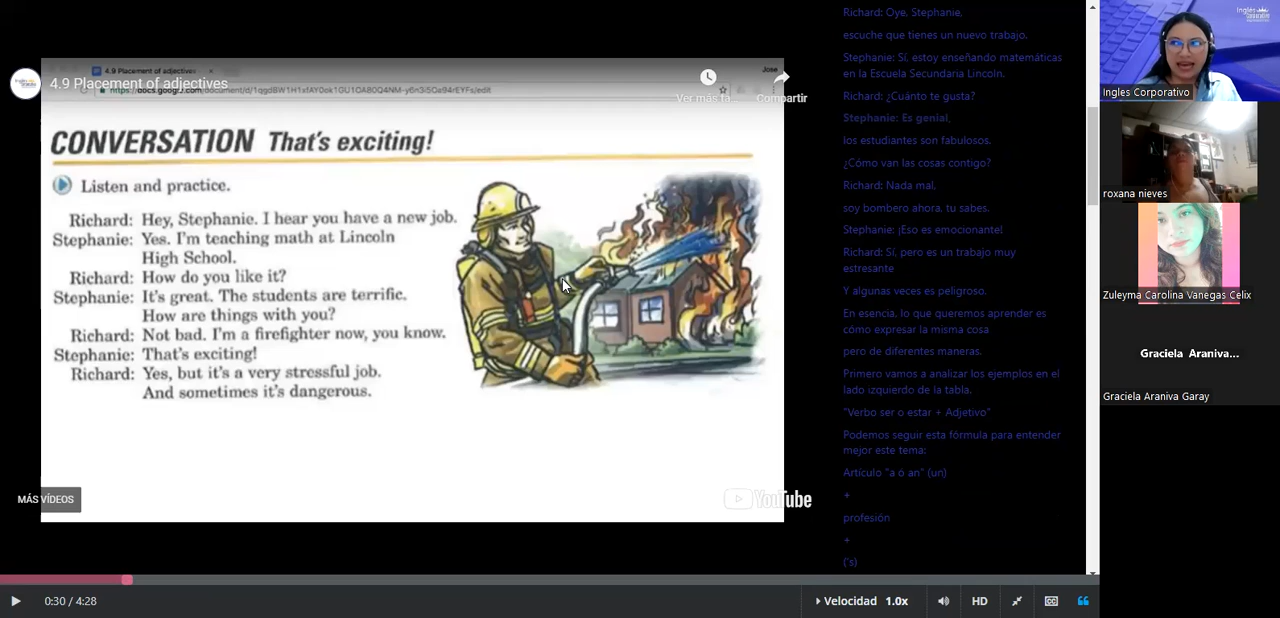 4.9 Placement of adjectives
4.9 Placement of adjectives
Jose
Ver más ta...
Compartir
CONVERSATION That's exciting!
Listen and practice.
Richard: Hey, Stephanie. I hear you have a new job.
Stephanie: Yes. I'm teaching math at Lincoln
High School.
Richard: How do you like it?
Stephanie: It's great. The students are terrific.
How are things with you?
Richard: Not bad. I'm a firefighter now, you know.
Stephanie: That's exciting!
Richard: Yes, but it's a very stressful job.
And sometimes it's dangerous.
MÁS VÍDEOS
YouTube
0:30 / 4:28
Velocidad 1.0x
HD
CC
Richard: Oye, Stephanie,
escuche que tienes un nuevo trabajo.
Stephanie: Sí, estoy enseñando matemáticas
en la Escuela Secundaria Lincoln.
Richard: ¿Cuánto te gusta?
Stephanie: Es genial,
los estudiantes son fabulosos.
¿Cómo van las cosas contigo?
Richard: Nada mal,
soy bombero ahora, tu sabes.
Stephanie: ¡Eso es emocionante!
Richard: Sí, pero es un trabajo muy
estresante
Y algunas veces es peligroso.
En esencia, lo que queremos aprender es
cómo expresar la misma cosa
pero de diferentes maneras.
Primero vamos a analizar los ejemplos en el
lado izquierdo de la tabla.
"Verbo ser o estar + Adjetivo"
Podemos seguir esta fórmula para entender
mejor este tema:
Artículo "a ó an" (un)
+
profesión
+
('s)
Ingles Corporativo
roxana nieves
Zuleyma Carolina Vanegas Celix
Graciela Araniva...
Graciela Araniva Garay